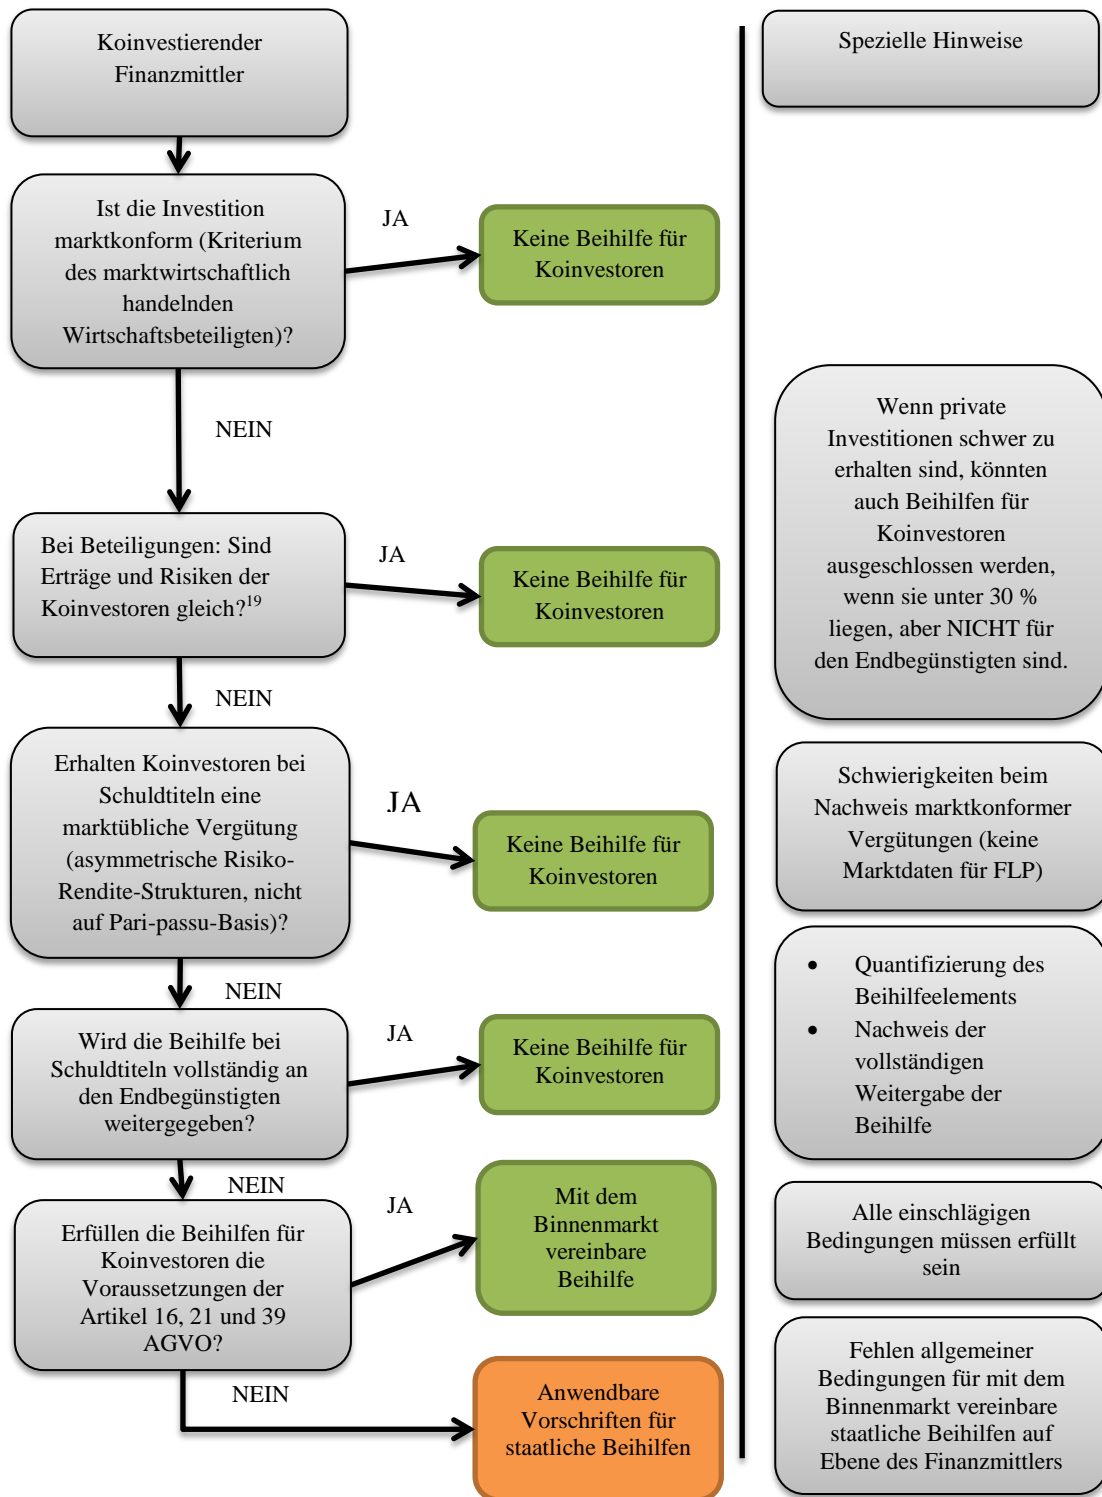 Koinvestierender
Finanzmittler
Ist die Investition
marktkonform (Kriterium
des marktwirtschaftlich
handelnden
Wirtschaftsbeteiligten)?
JA
Keine Beihilfe für
Koinvestoren
NEIN
Bei Beteiligungen: Sind
Erträge und Risiken der
Koinvestoren gleich?19
JA
Keine Beihilfe für
Koinvestoren
NEIN
Erhalten Koinvestoren bei
Schuldtiteln eine
marktübliche Vergütung
(asymmetrische Risiko-
Rendite-Strukturen, nicht
auf Pari-passu-Basis)?
JA
Keine Beihilfe für
Koinvestoren
NEIN
Wird die Beihilfe bei
Schuldtiteln vollständig an
den Endbegünstigten
weitergegeben?
JA
Keine Beihilfe für
Koinvestoren
NEIN
Erfüllen die Beihilfen für
Koinvestoren die
Voraussetzungen der
Artikel 16, 21 und 39
AGVO?
JA
Mit dem
Binnenmarkt
vereinbare
Beihilfe
NEIN
Anwendbare
Vorschriften für
staatliche Beihilfen
Spezielle Hinweise
Wenn private
Investitionen schwer zu
erhalten sind, könnten
auch Beihilfen für
Koinvestoren
ausgeschlossen werden,
wenn sie unter 30 %
liegen, aber NICHT für
den Endbegünstigten sind.
Schwierigkeiten beim
Nachweis marktkonformer
Vergütungen (keine
Marktdaten für FLP)
• Quantifizierung des
Beihilfeelements
• Nachweis der
vollständigen
Weitergabe der
Beihilfe
Alle einschlägigen
Bedingungen müssen erfüllt
sein
Fehlen allgemeiner
Bedingungen für mit dem
Binnenmarkt vereinbare
staatliche Beihilfen auf
Ebene des Finanzmittlers